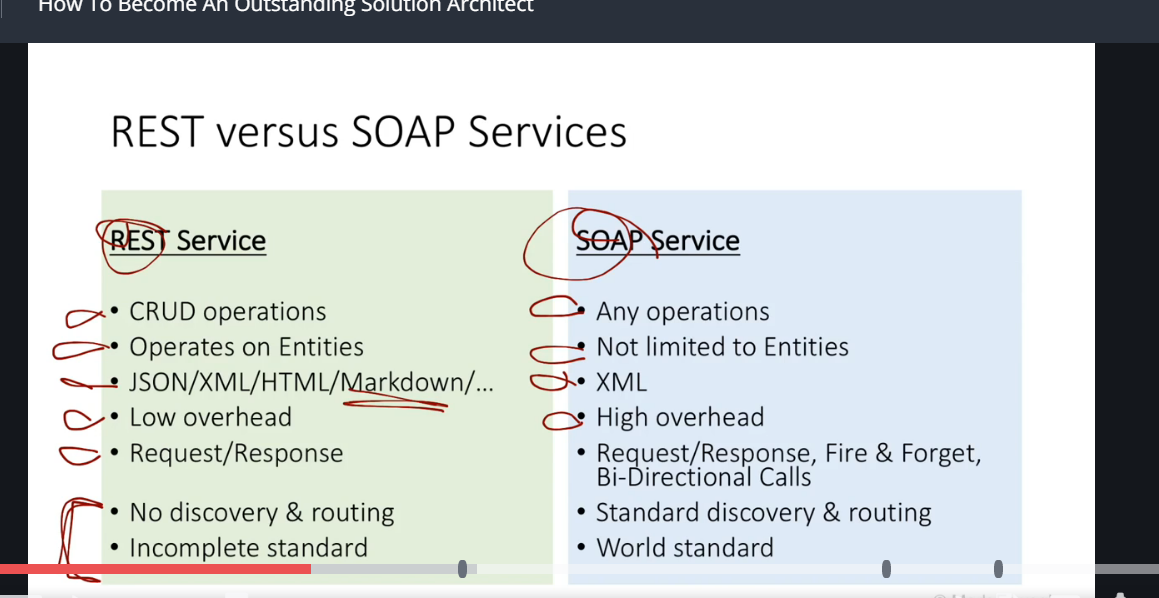 How To Become An Outstanding Solution Architect
REST versus SOAP Services
REST Service
• CRUD operations
• Operates on Entities
• JSON/XML/HTML/Markdown/...
• Low overhead
• Request/Response
• No discovery & routing
• Incomplete standard
SOAP Service
• Any operations
• Not limited to Entities
• XML
• High overhead
• Request/Response, Fire & Forget,
Bi-Directional Calls
• Standard discovery & routing
• World standard